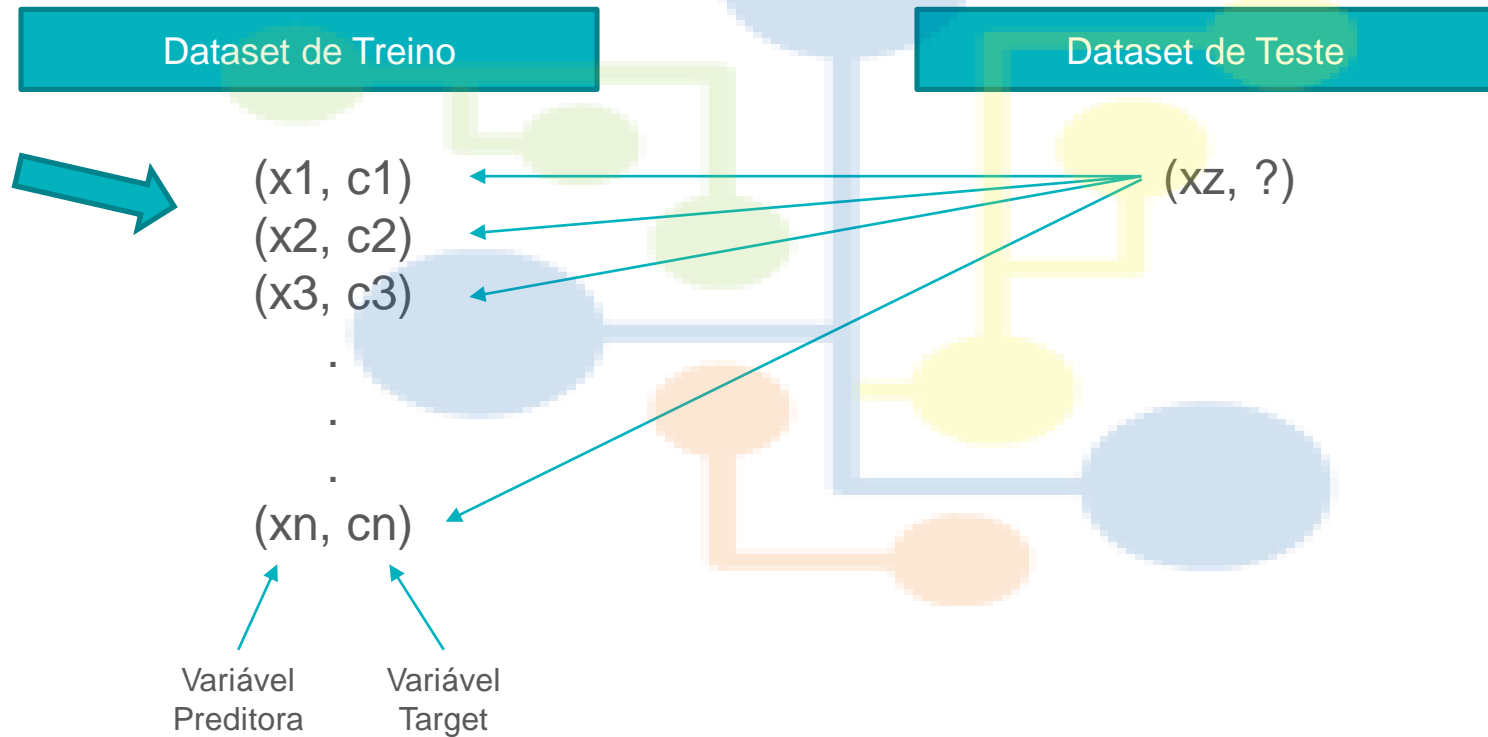 Dataset de Treino
Dataset de Teste
(x1, c1)
(xz, ?)
(x2, c2)
(x3, c3)
.
.
.
(xn, cn)
Variável
Preditora
Variável
Target